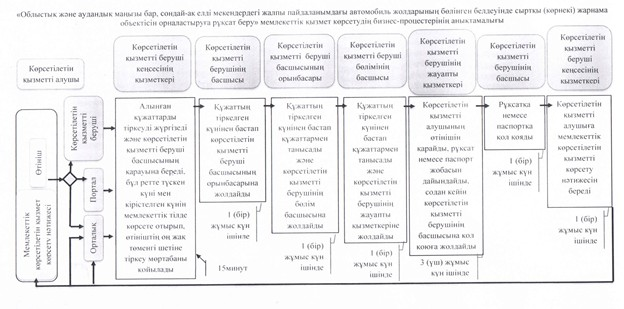 «Облыстық және аудандық маңызы бар, сондай-ақ елді мекендердегі жалпы пайдаланымдағы автомобиль жолдарының бөлінген белдеуінде сыртқы (көрнекі) жарнама
объектісін орналастыруға рұқсат беру» мемлекеттік қызмет көрсетудің бизнес-процестерінің анықтамалығы
Көрсетілетін
қызметті алушы
Көрсетілетін
қызметті беруші
кеңсесінің
қызметкері
Көрсетілетін
қызметті
берушінің
басшысы
Көрсетілетін
қызметті
берушінің
басшысының
орынбасары
Көрсетілетін
қызметті беруші
бөлімінің
басшысы
Көрсетілетін
қызметті
берушінің
жауапты
қызметкері
Көрсетілетін
қызметті
берушінің
басшысы
Көрсетілетін
қызметті
беруші
кеңсесінің
қызметкері
Мемлекеттік
көрсетілетін қызмет
көрсету нәтижесі
Өтініш
Көрсетілетін
қызметті
беруші
Портал
Орталық
Алынған
құжаттарды
тіркеуді жүргізеді
және көрсетілетін
қызметті беруші
басшысының
қарауына береді,
бұл ретте түскен
күні мен
кірістелген күнін
мемлекеттік тілде
көрсете отырып,
өтініштің оң жақ
төменгі шетіне
тіркеу мөртабаны
қойылады
15минут
Құжаттың
тіркелген
күнінен бастап
көрсетілетін
қызметті
беруші
басшысының
орынбасарына
жолдайды
1 (бір)
жұмыс күн
ішінде
Құжаттың
тіркелген
күнінен бастап
құжаттармен
танысады
және
көрсетілетін
қызметті
берушінің
бөлім
басшысына
жолдайды
1 (бір)
жұмыс күн
ішінде
Құжаттың
тіркелген
күнінен
бастап
құжаттармен
танысады
және
көрсетілетін
қызметті
берушінің
жауапты
қызметкеріне
жолдайды
1 (бір)
жұмыс күн
ішінде
Көрсетілетін
қызметті
алушының
өтінішін
қарайды, рұқсат
немесе паспорт
жобасын
дайындайды,
содан кейін
көрсетілетін
қызметті
берушінің
басшысына қол
қоюға жолдайды
3 (үш) жұмыс
күн ішінде
Рұқсатқа
немесе
паспортқа
қол қояды
1 (бір)
жұмыс күн
ішінде
Көрсетілетін
қызметті
алушыға
мемлекеттік
көрсетілетін
қызметті
көрсету
нәтижесін
береді
1 (бір)
жұмыс күн
ішінде